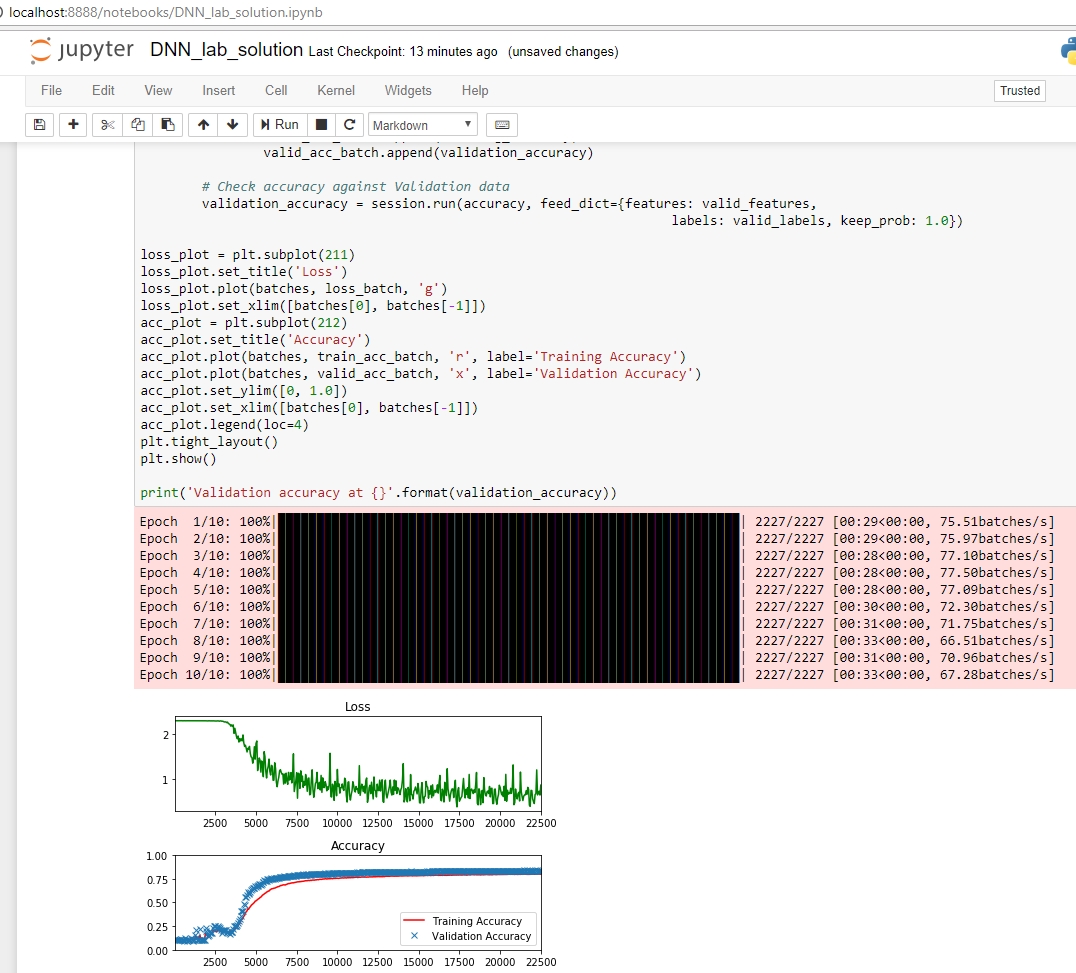 localhost:8888/notebooks/DNN_lab_solution.ipynb
jupyter DNN_lab_solution Last Checkpoint: 13 minutes ago (unsaved changes)
File Edit View Insert Cell Kernel Widgets Help Trusted
Run Markdown
valid_acc_batch.append(validation_accuracy)
# Check accuracy against Validation data
validation_accuracy = session.run(accuracy, feed_dict={features: valid_features,
labels: valid_labels, keep_prob: 1.0})
loss_plot = plt.subplot(211)
loss_plot.set_title('Loss')
loss_plot.plot(batches, loss_batch, 'g')
loss_plot.set_xlim([batches[0], batches[-1]])
acc_plot = plt.subplot(212)
acc_plot.set_title('Accuracy')
acc_plot.plot(batches, train_acc_batch, 'r', label='Training Accuracy')
acc_plot.plot(batches, valid_acc_batch, 'x', label='Validation Accuracy')
acc_plot.set_ylim([0, 1.0])
acc_plot.set_xlim([batches[0], batches[-1]])
acc_plot.legend(loc=4)
plt.tight_layout()
plt.show()
print('Validation accuracy at {}'.format(validation_accuracy))
Epoch  1/10: 100%| | 2227/2227 [00:29<00:00, 75.51batches/s]
Epoch  2/10: 100%| | 2227/2227 [00:29<00:00, 75.97batches/s]
Epoch  3/10: 100%| | 2227/2227 [00:28<00:00, 77.10batches/s]
Epoch  4/10: 100%| | 2227/2227 [00:28<00:00, 77.50batches/s]
Epoch  5/10: 100%| | 2227/2227 [00:28<00:00, 77.09batches/s]
Epoch  6/10: 100%| | 2227/2227 [00:30<00:00, 72.30batches/s]
Epoch  7/10: 100%| | 2227/2227 [00:31<00:00, 71.75batches/s]
Epoch  8/10: 100%| | 2227/2227 [00:33<00:00, 66.51batches/s]
Epoch  9/10: 100%| | 2227/2227 [00:31<00:00, 70.96batches/s]
Epoch 10/10: 100%| | 2227/2227 [00:33<00:00, 67.28batches/s]
Loss
2
1
2500 5000 7500 10000 12500 15000 17500 20000 22500
Accuracy
1.00
0.75
0.50
0.25
0.00
Training Accuracy
Validation Accuracy
2500 5000 7500 10000 12500 15000 17500 20000 22500